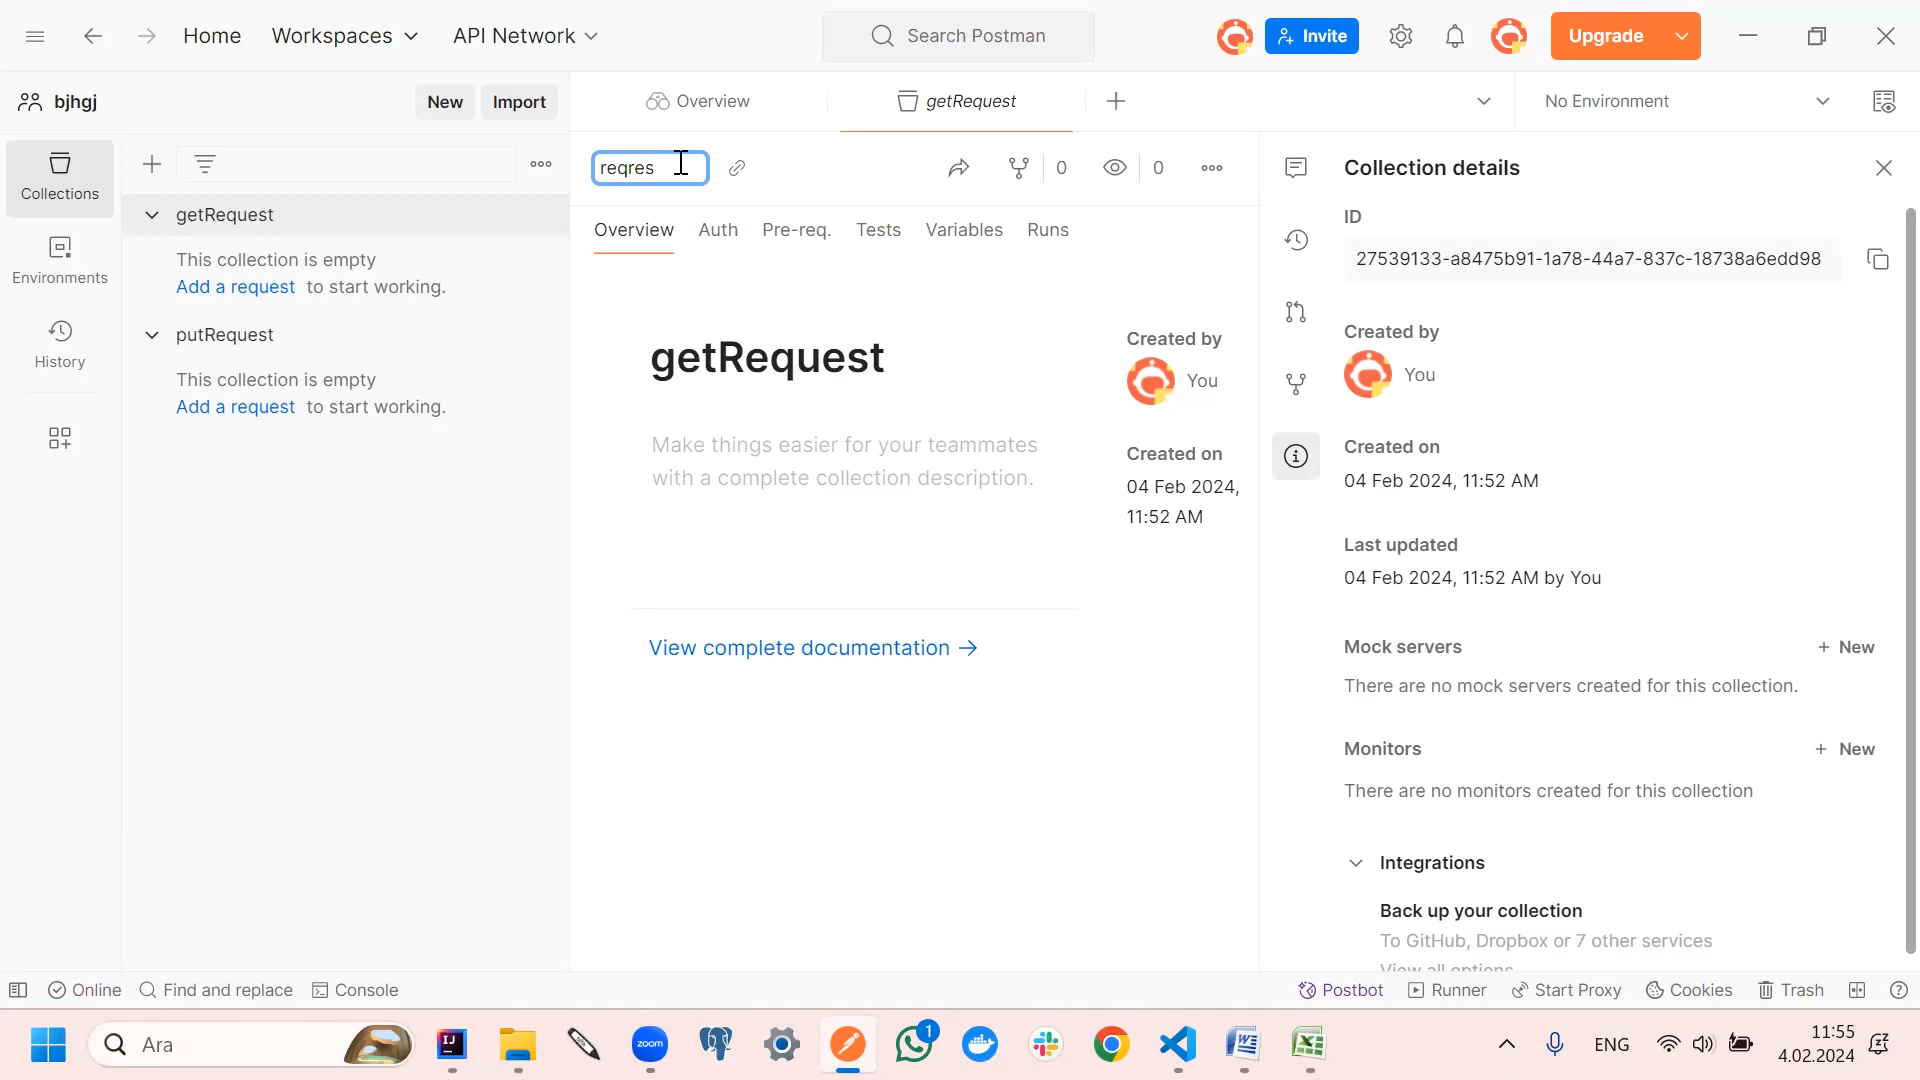 Home Workspaces API Network Search Postman Invite Upgrade
bjhgj New Import Overview getRequest No Environment
Collections
Environments
History
getRequest
This collection is empty
Add a request to start working.
putRequest
This collection is empty
Add a request to start working.
reqres 0 0
Overview Auth Pre-req. Tests Variables Runs
getRequest
Make things easier for your teammates
with a complete collection description.
View complete documentation →
Created by
You
Created on
04 Feb 2024,
11:52 AM
Collection details
ID
27539133-a8475b91-1a78-44a7-837c-18738a6edd98
Created by
You
Created on
04 Feb 2024, 11:52 AM
Last updated
04 Feb 2024, 11:52 AM by You
Mock servers + New
There are no mock servers created for this collection.
Monitors + New
There are no monitors created for this collection
Integrations
Back up your collection
To GitHub, Dropbox or 7 other services
View all options
Online Find and replace Console Postbot Runner Start Proxy Cookies Trash
Ara IJ zoom 1 ENG 11:55
4.02.2024